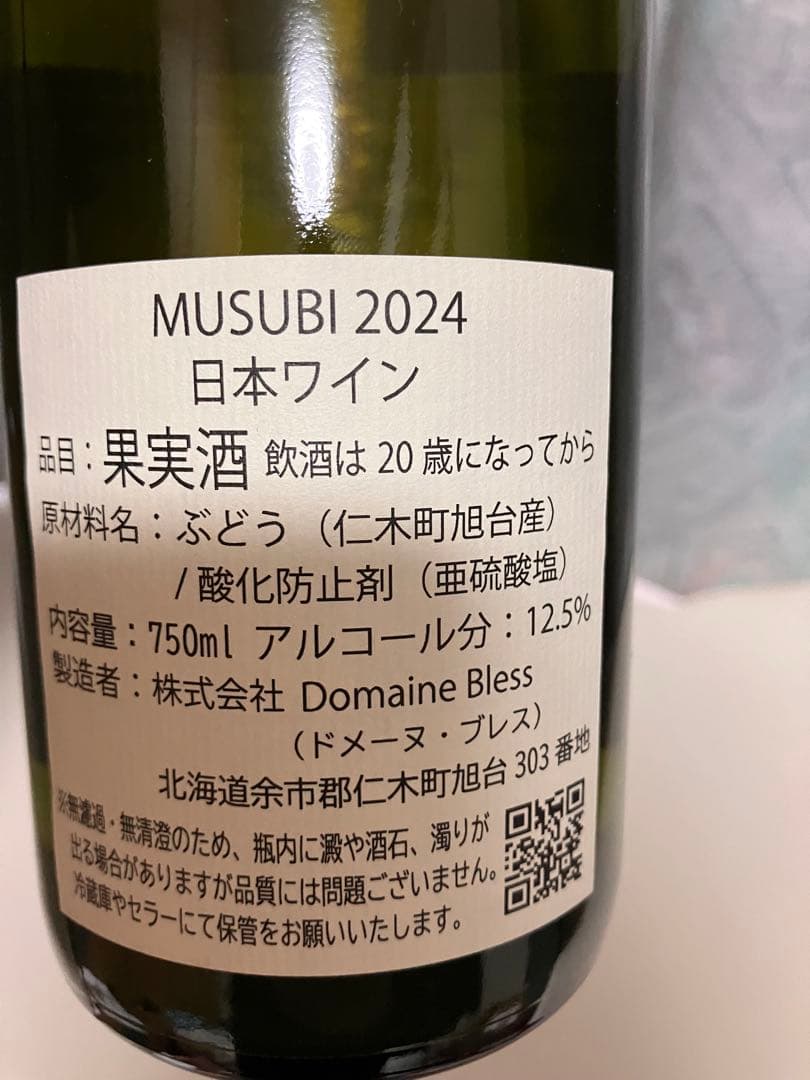 MUSUBI 2024
日本ワイン
品目：果実酒 飲酒は 20 歳になってから
原材料名：ぶどう（仁木町旭台産）
/ 酸化防止剤（亜硫酸塩）
内容量：750ml アルコール分：12.5%
製造者：株式会社 Domaine Bless
（ドメーヌ・ブレス）
北海道余市郡仁木町旭台 303 番地
※無濾過・無清澄のため、瓶内に澱や酒石、濁りが
出る場合がありますが品質には問題ございません。
冷蔵庫やセラーにて保管をお願いいたします。